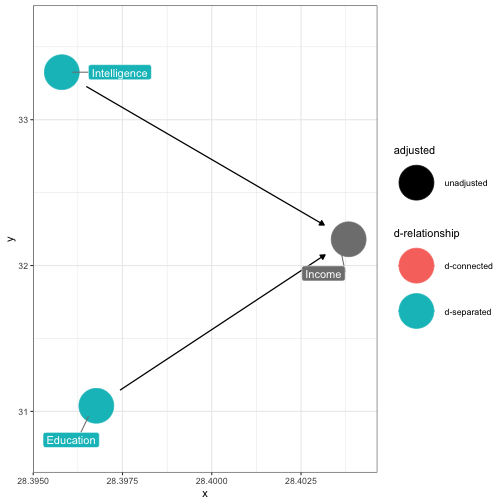 Intelligence
Income
Education
33
32
31
y
28.3950
28.3975
28.4000
28.4025
x
adjusted
unadjusted
d-relationship
d-connected
d-separated